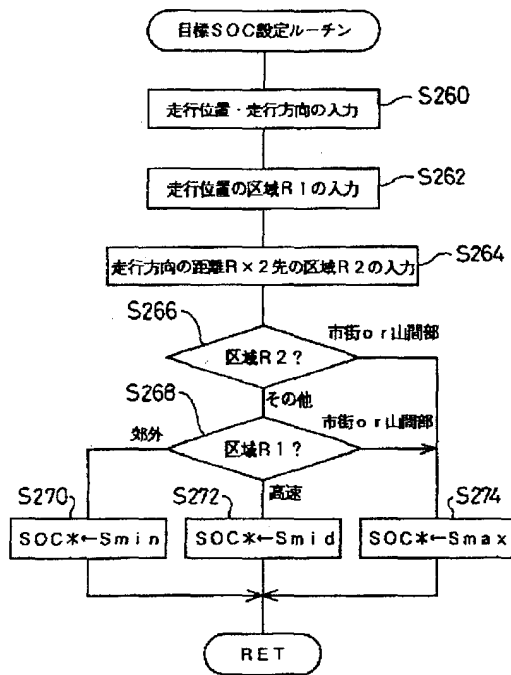 目標SOC設定ルーチン
走行位置・走行方向の入力
S260
走行位置の区域R1の入力
S262
走行方向の距離R×2先の区域R2の入力
S264
S266
区域R2?
市街or山間部
その他
S268
区域R1?
市街or山間部
郊外
高速
S270
SOC*←Smin
S272
SOC*←Smid
S274
SOC*←Smax
RET